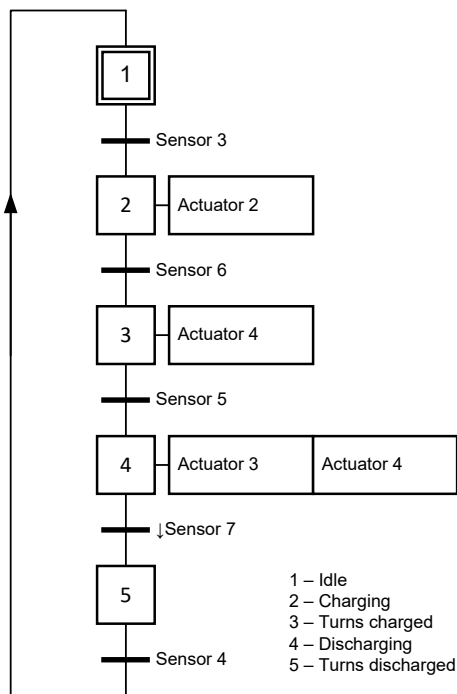 1
Sensor 3
2
Actuator 2
Sensor 6
3
Actuator 4
Sensor 5
4
Actuator 3
Actuator 4
↓Sensor 7
5
Sensor 4
1 – Idle
2 – Charging
3 – Turns charged
4 – Discharging
5 – Turns discharged